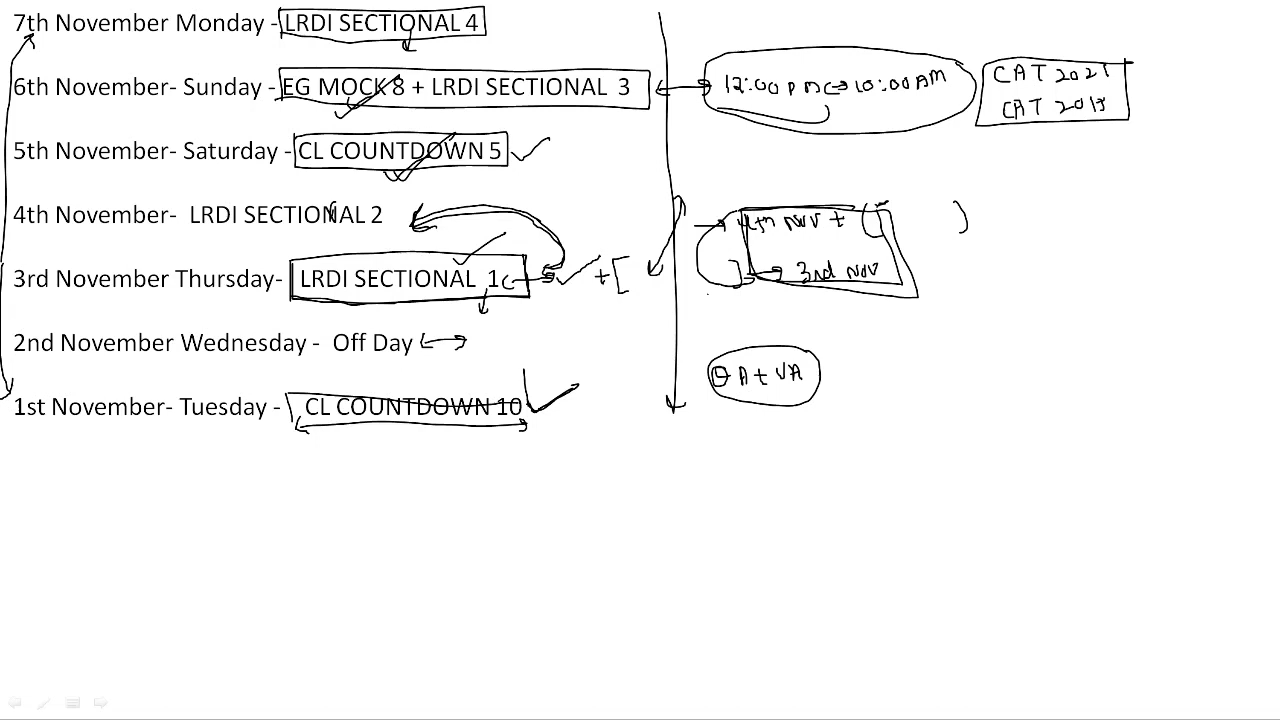 7th November Monday - LRDI SECTIONAL 4
6th November- Sunday - EG MOCK 8 + LRDI SECTIONAL 3
12:00 PM 10:00 AM
CAT 2021
CAT 2018
5th November- Saturday - CL COUNTDOWN 5
4th November- LRDI SECTIONAL 2
4th Nov + ( )
3rd November Thursday- LRDI SECTIONAL 1
+ [ ] 3rd Nov
2nd November Wednesday - Off Day
QA + VA
1st November- Tuesday - CL COUNTDOWN 10